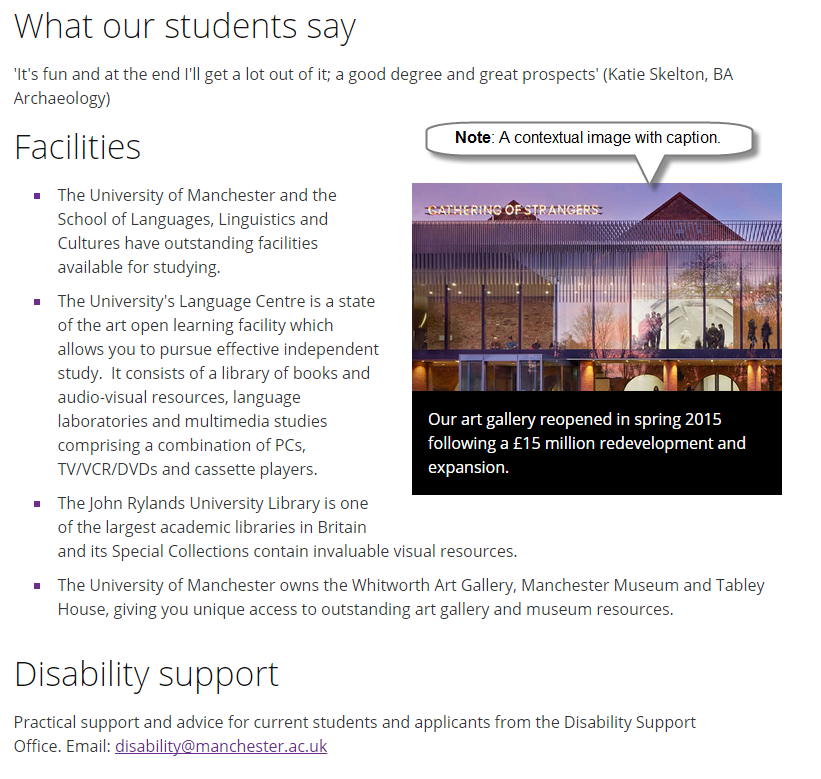 What our students say
'It's fun and at the end I'll get a lot out of it; a good degree and great prospects' (Katie Skelton, BA
Archaeology)
Facilities
Note: A contextual image with caption.
The University of Manchester and the
School of Languages, Linguistics and
Cultures have outstanding facilities
available for studying.
The University's Language Centre is a state
of the art open learning facility which
allows you to pursue effective independent
study.  It consists of a library of books and
audio-visual resources, language
laboratories and multimedia studies
comprising a combination of PCs,
TV/VCR/DVDs and cassette players.
GATHERING OF STRANGERS
Our art gallery reopened in spring 2015
following a £15 million redevelopment and
expansion.
The John Rylands University Library is one
of the largest academic libraries in Britain
and its Special Collections contain invaluable visual resources.
The University of Manchester owns the Whitworth Art Gallery, Manchester Museum and Tabley
House, giving you unique access to outstanding art gallery and museum resources.
Disability support
Practical support and advice for current students and applicants from the Disability Support
Office. Email: disability@manchester.ac.uk